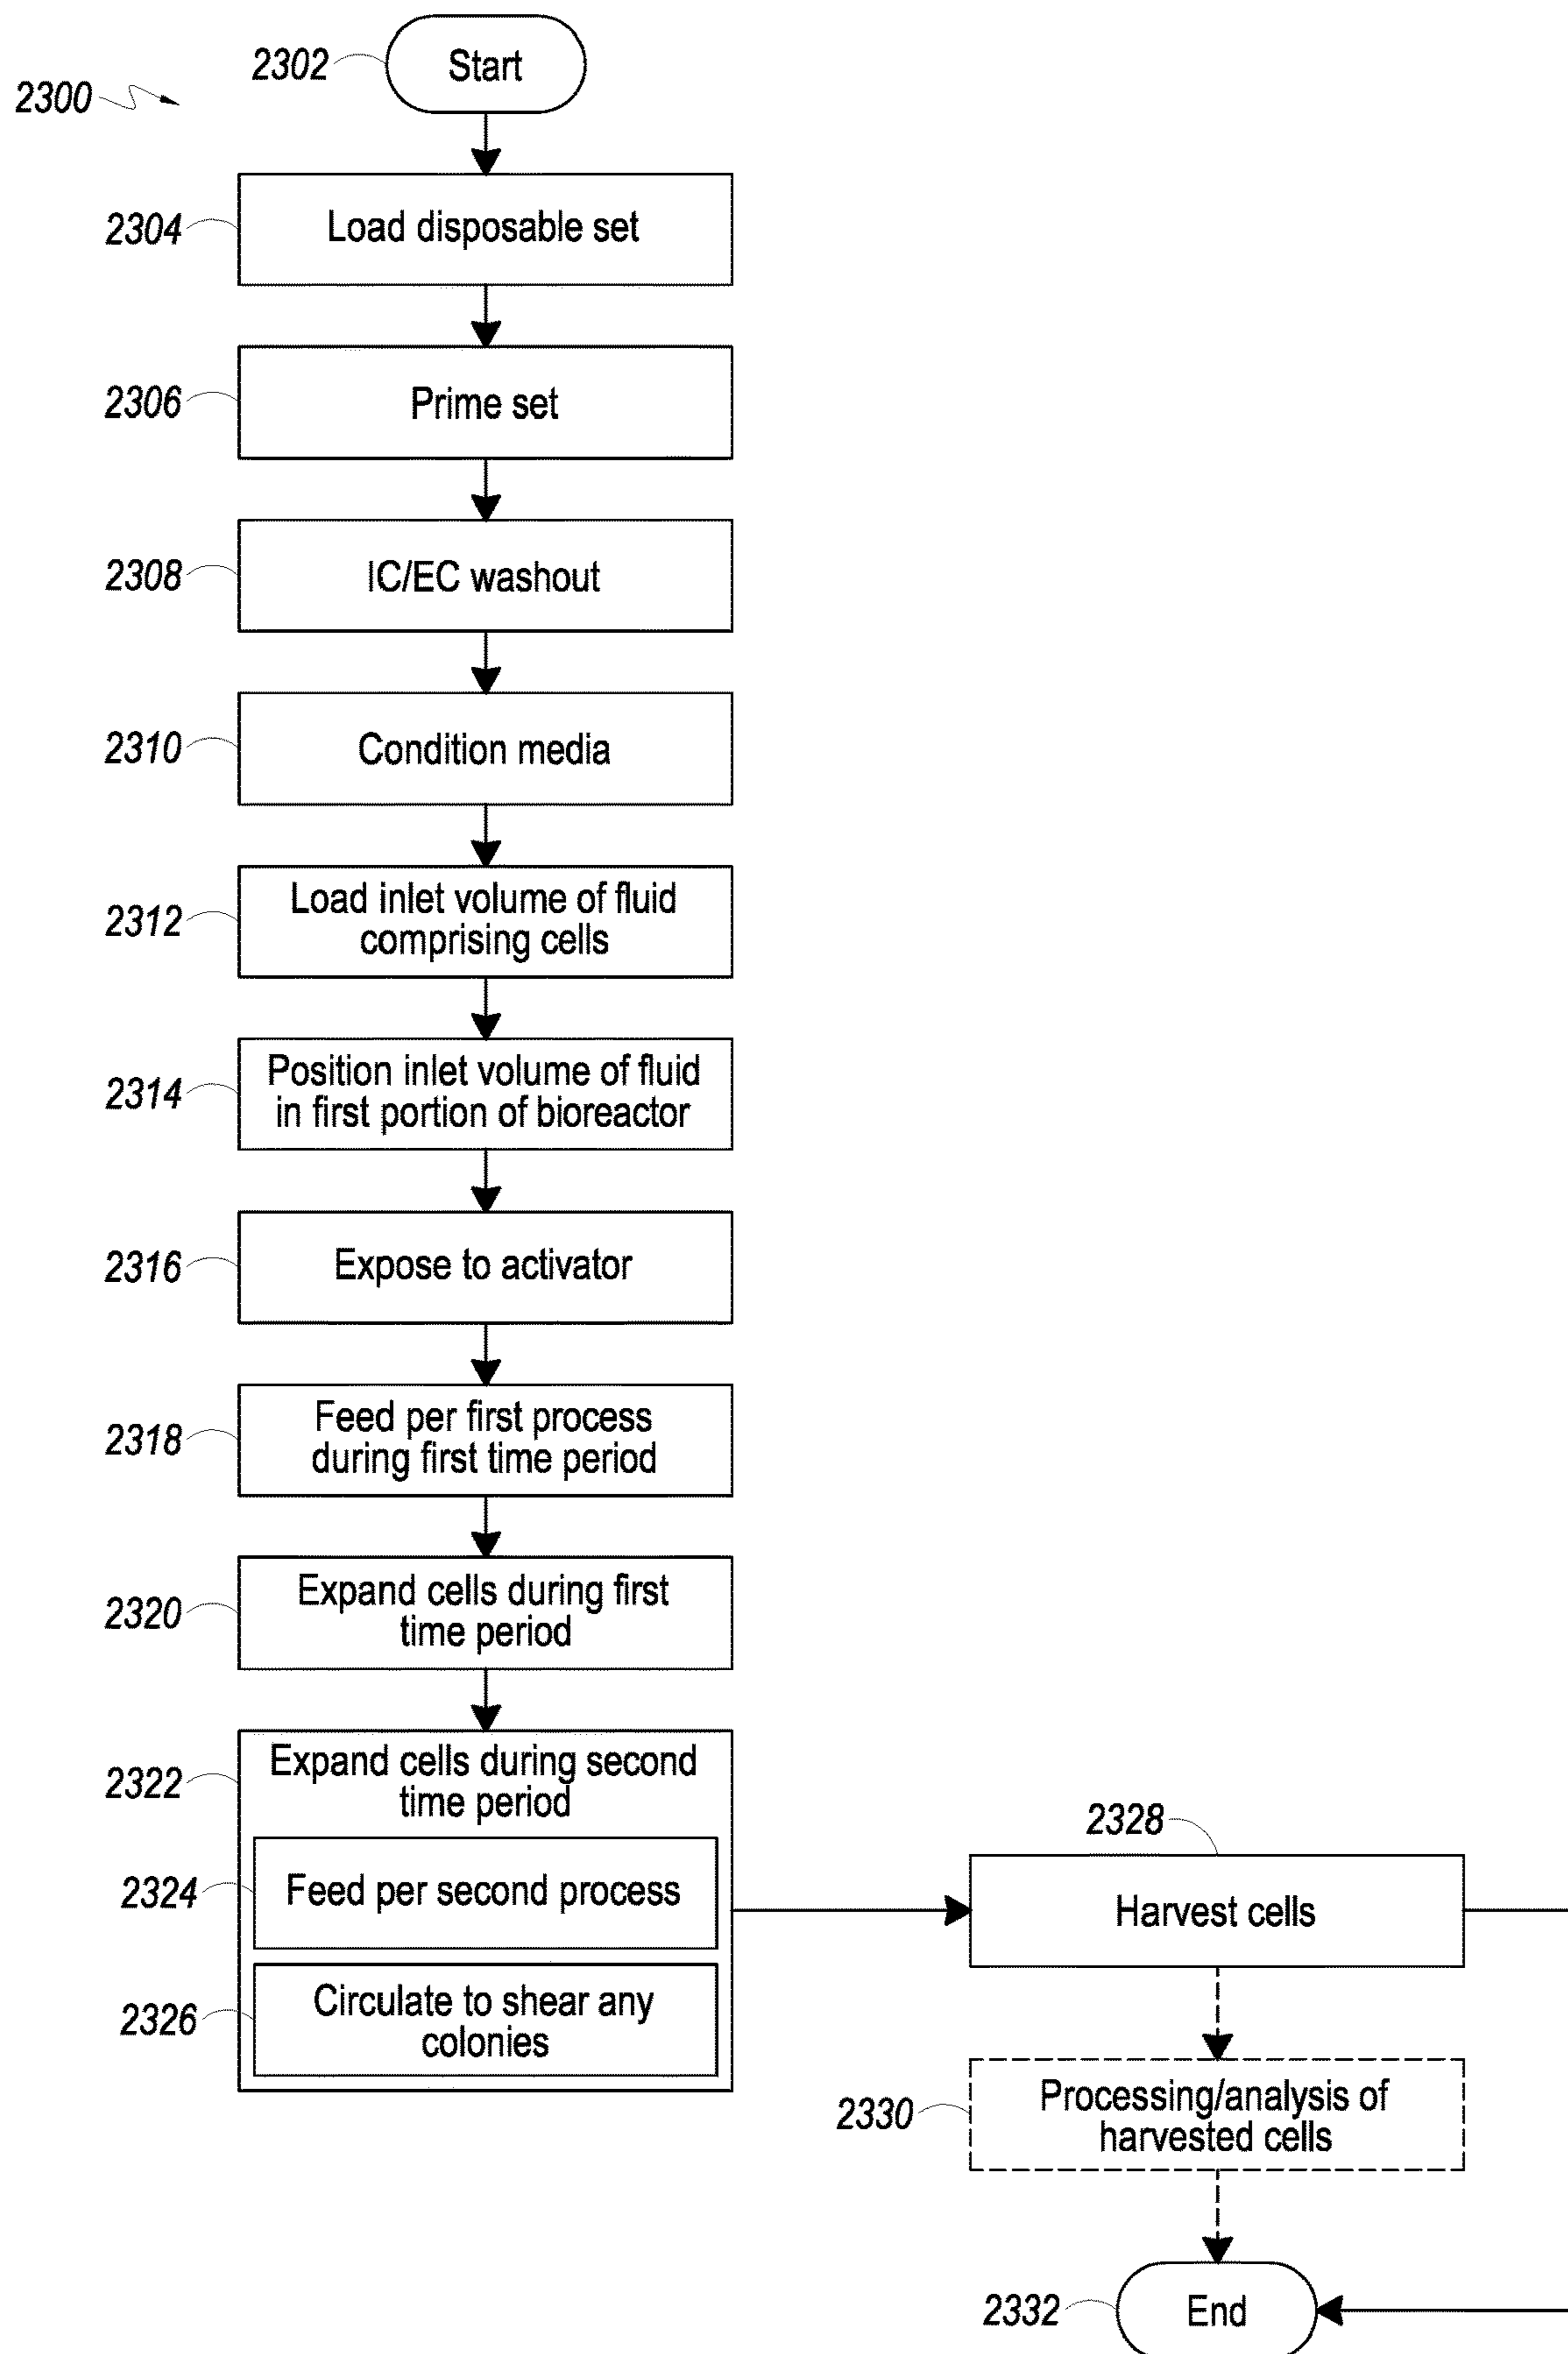 2302
Start
2300
2304
Load disposable set
2306
Prime set
2308
IC/EC washout
2310
Condition media
2312
Load inlet volume of fluid
comprising cells
2314
Position inlet volume of fluid
in first portion of bioreactor
2316
Expose to activator
2318
Feed per first process
during first time period
2320
Expand cells during first
time period
2322
Expand cells during second
time period
2324
Feed per second process
2326
Circulate to shear any
colonies
2328
Harvest cells
2330
Processing/analysis of
harvested cells
2332
End